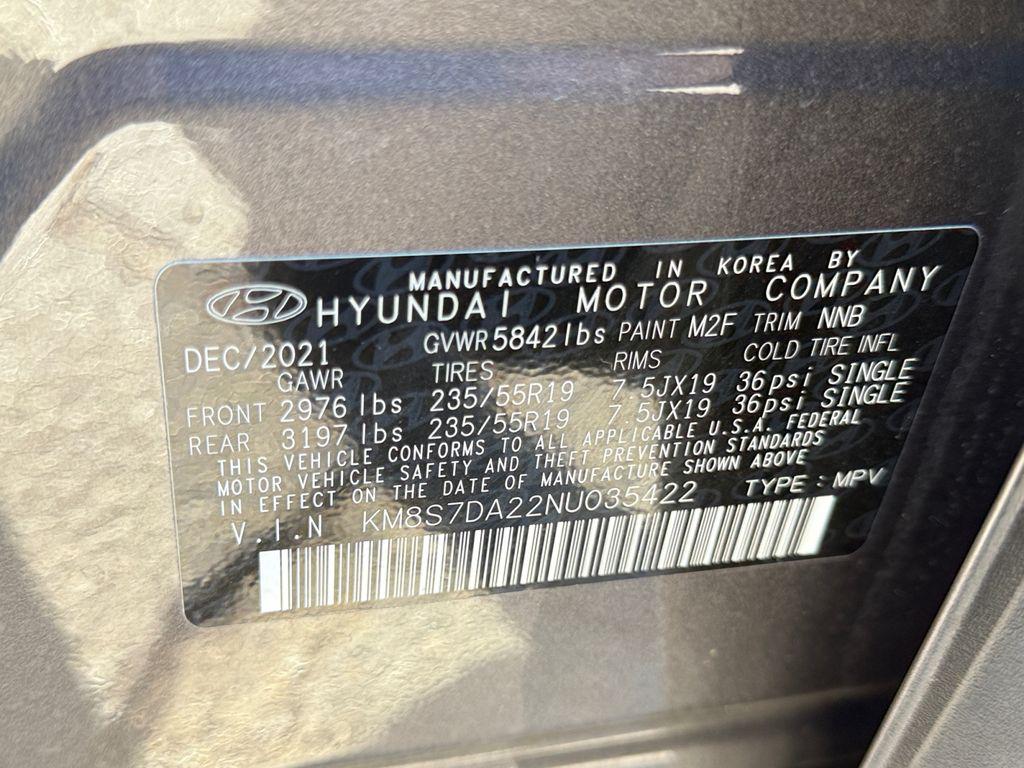 MANUFACTURED IN KOREA BY
HYUNDAI MOTOR COMPANY
DEC/2021 GVWR 5842 lbs PAINT M2F TRIM NNB
GAWR TIRES RIMS COLD TIRE INFL
FRONT 2976 lbs 235/55R19 7.5JX19 36psi SINGLE
REAR 3197 lbs 235/55R19 7.5JX19 36psi SINGLE
THIS VEHICLE CONFORMS TO ALL APPLICABLE U.S.A. FEDERAL
MOTOR VEHICLE SAFETY AND THEFT PREVENTION STANDARDS
IN EFFECT ON THE DATE OF MANUFACTURE SHOWN ABOVE
V.I.N KM8S7DA22NU035422 TYPE : MPV